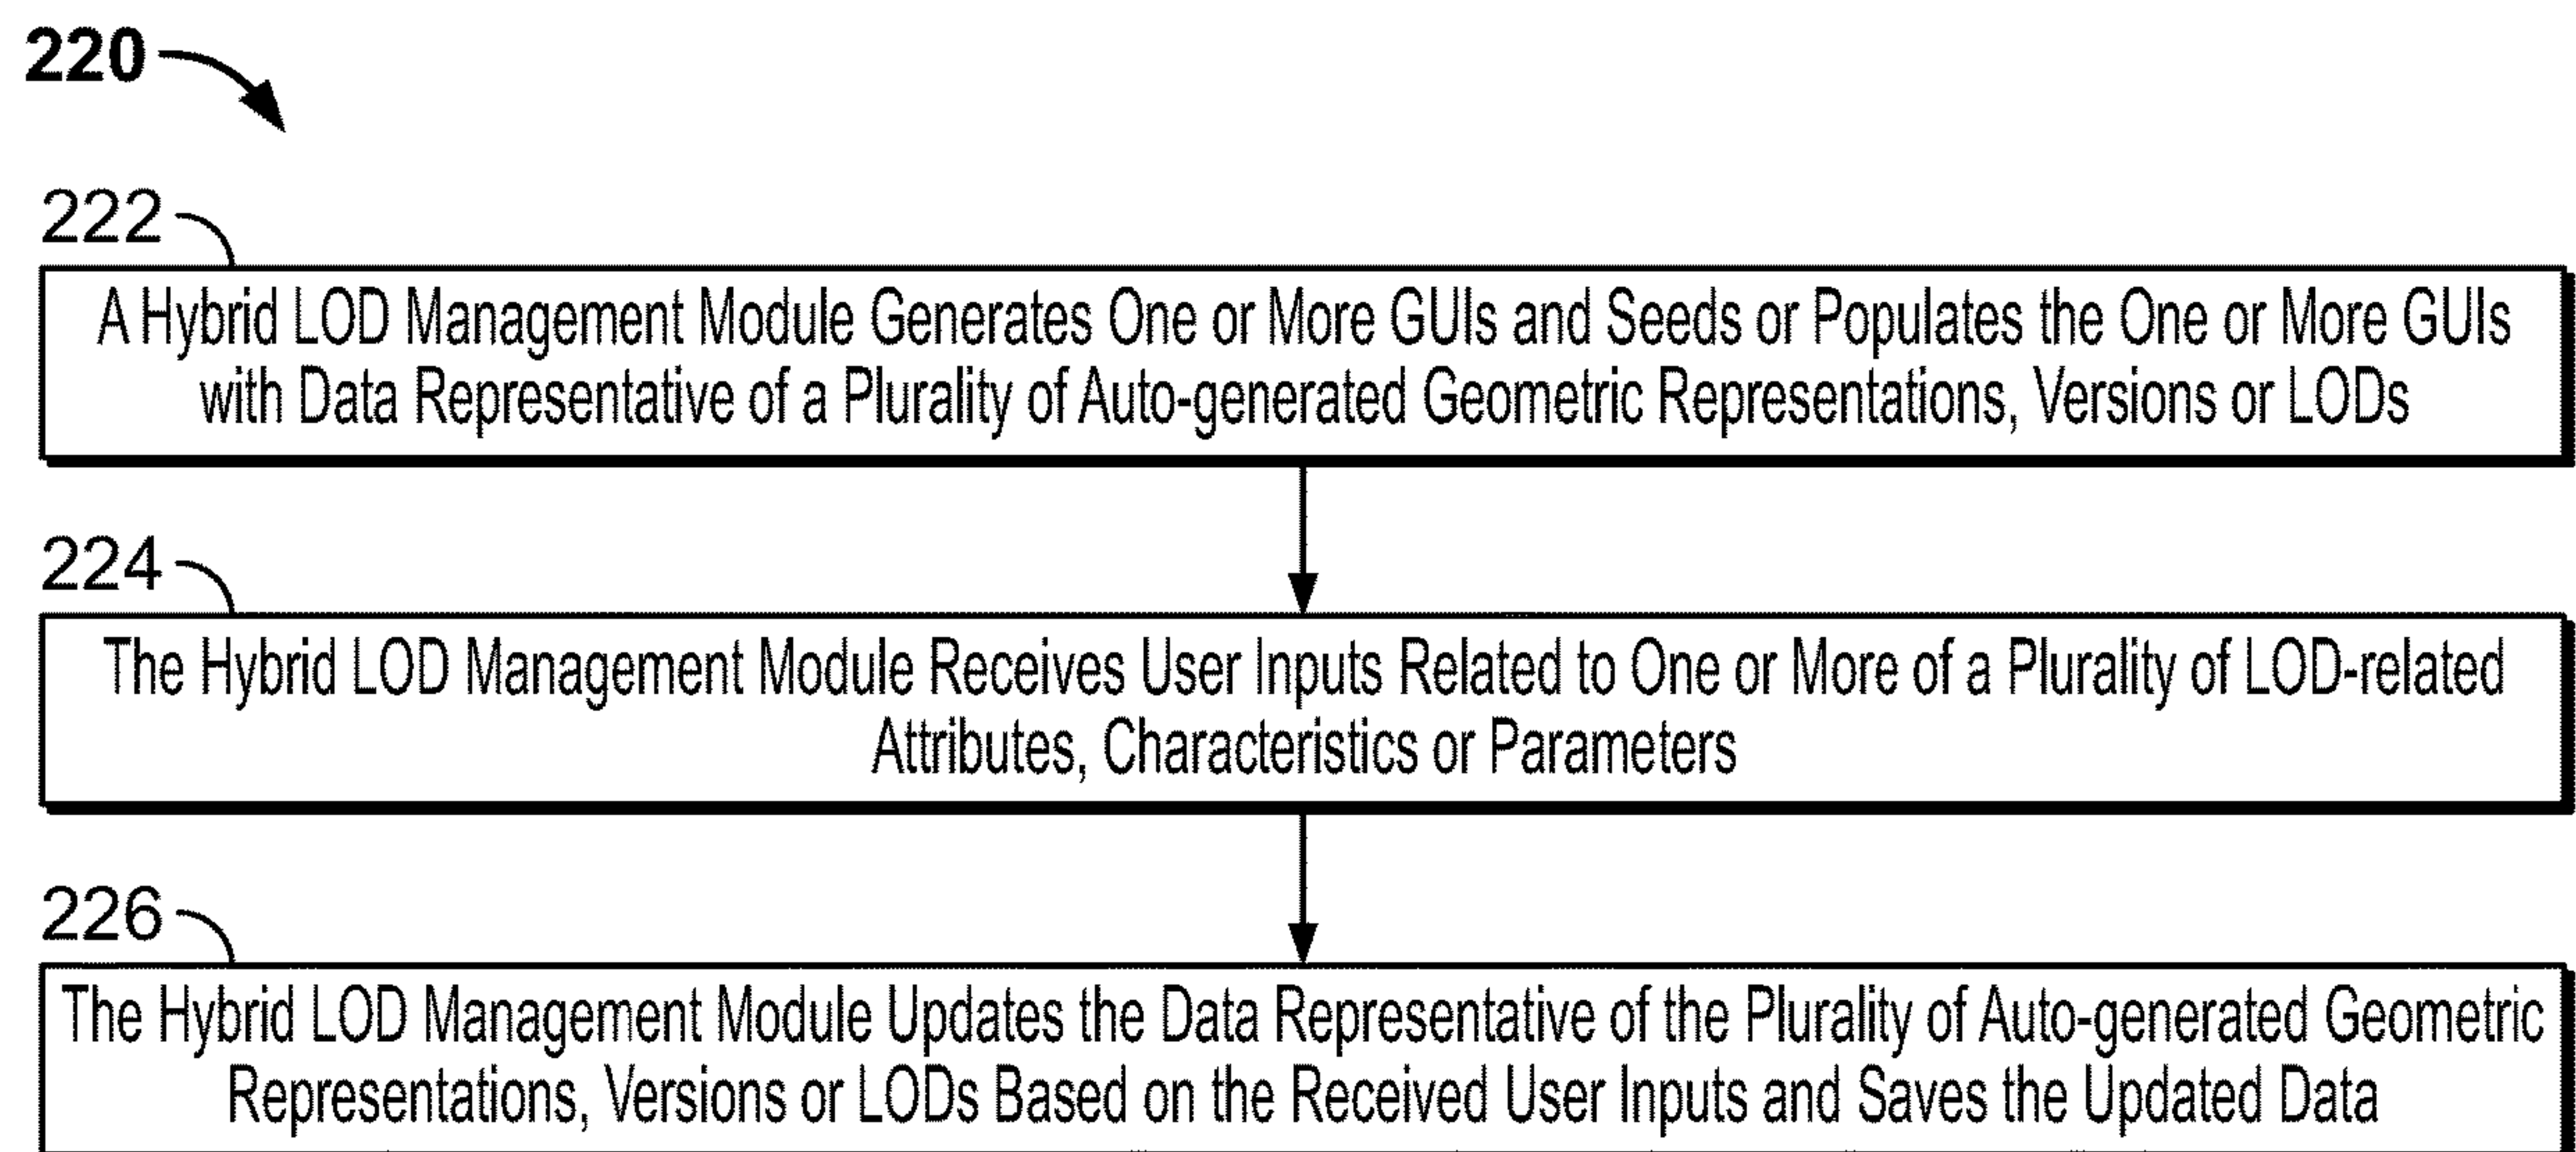 220
222
A Hybrid LOD Management Module Generates One or More GUIs and Seeds or Populates the One or More GUIs
with Data Representative of a Plurality of Auto-generated Geometric Representations, Versions or LODs
224
The Hybrid LOD Management Module Receives User Inputs Related to One or More of a Plurality of LOD-related
Attributes, Characteristics or Parameters
226
The Hybrid LOD Management Module Updates the Data Representative of the Plurality of Auto-generated Geometric
Representations, Versions or LODs Based on the Received User Inputs and Saves the Updated Data